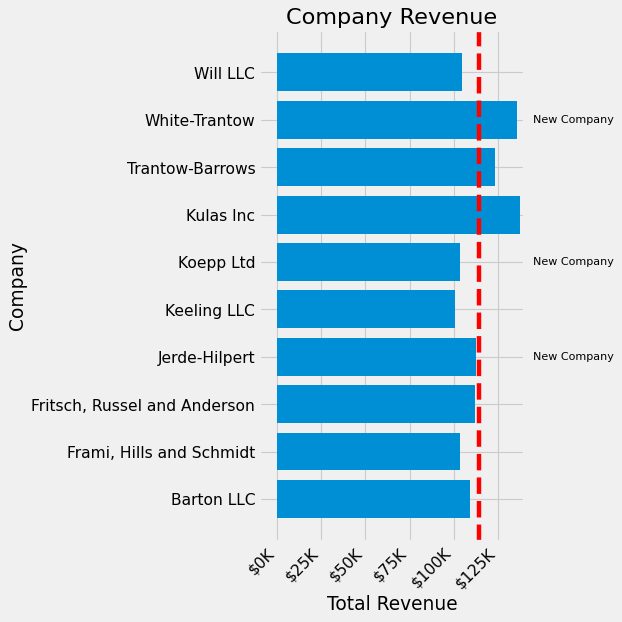 Company Revenue
Will LLC
White-Trantow
New Company
Trantow-Barrows
Kulas Inc
Koepp Ltd
New Company
Keeling LLC
Jerde-Hilpert
New Company
Fritsch, Russel and Anderson
Frami, Hills and Schmidt
Barton LLC
Company
$0K
$25K
$50K
$75K
$100K
$125K
Total Revenue